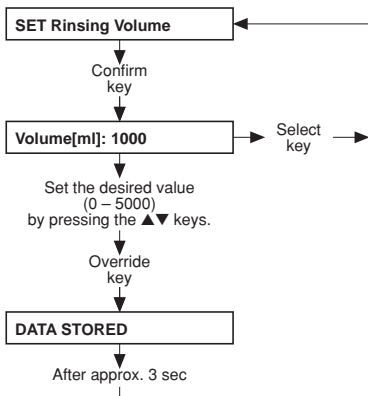 SET Rinsing Volume
Confirm
key
Volume[ml]: 1000
Select
key
Set the desired value
(0 – 5000)
by pressing the ▲▼ keys.
Override
key
DATA STORED
After approx. 3 sec